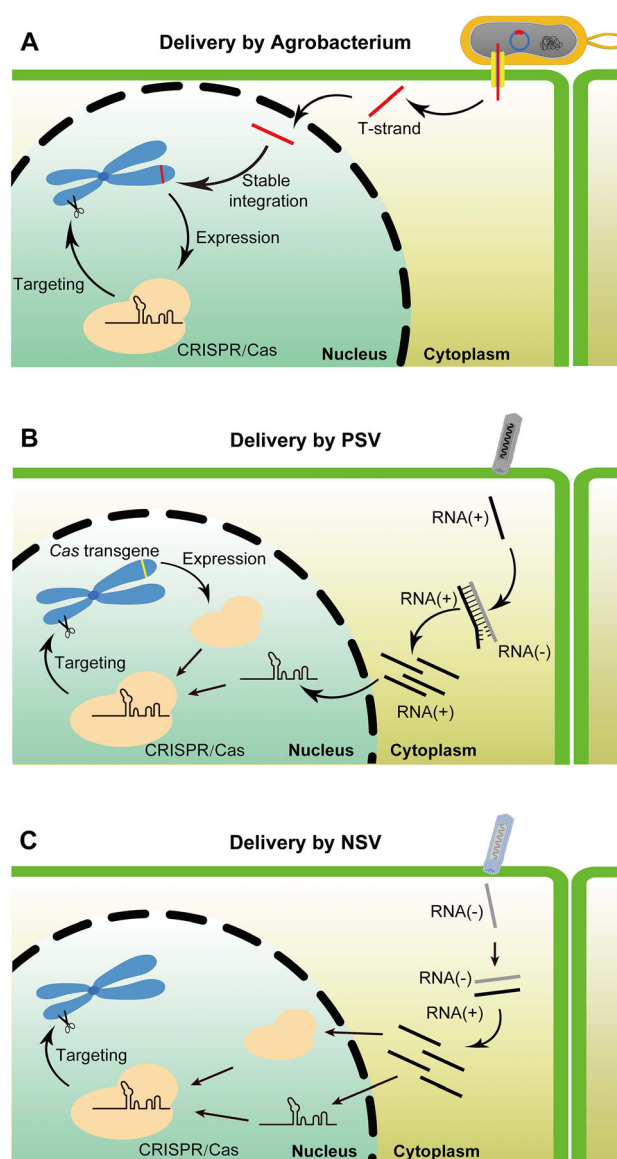 A
Delivery by Agrobacterium
T-strand
Stable
integration
Expression
Targeting
CRISPR/Cas
Nucleus
Cytoplasm
B
Delivery by PSV
RNA(+)
Cas transgene
Expression
RNA(+)
RNA(-)
Targeting
RNA(+)
CRISPR/Cas
Nucleus
Cytoplasm
C
Delivery by NSV
RNA(-)
RNA(-)
RNA(+)
Targeting
CRISPR/Cas
Nucleus
Cytoplasm